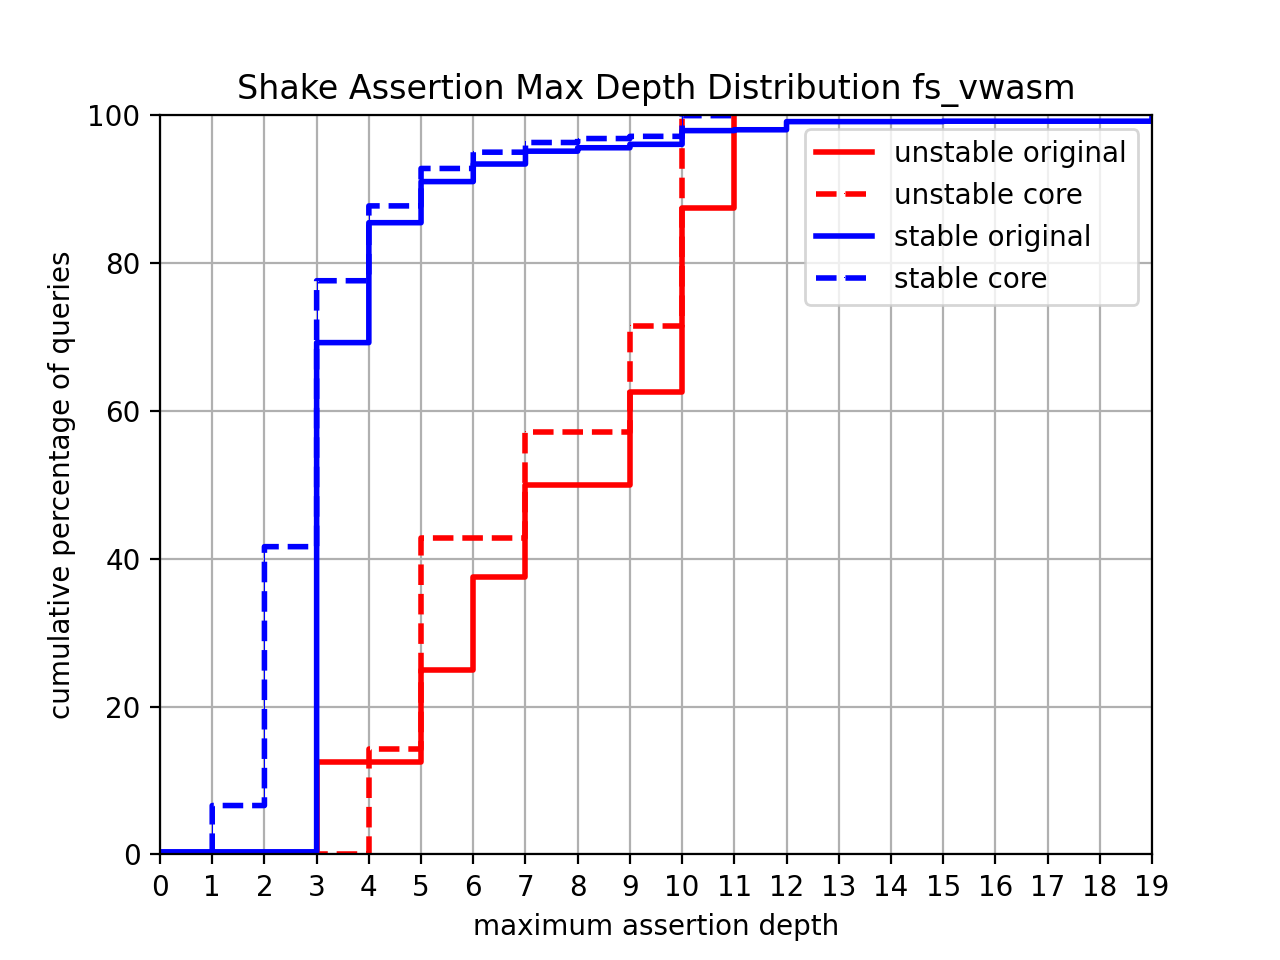 Shake Assertion Max Depth Distribution fs_vwasm
100
80
60
40
20
0
cumulative percentage of queries
unstable original
unstable core
stable original
stable core
0 1 2 3 4 5 6 7 8 9 10 11 12 13 14 15 16 17 18 19
maximum assertion depth